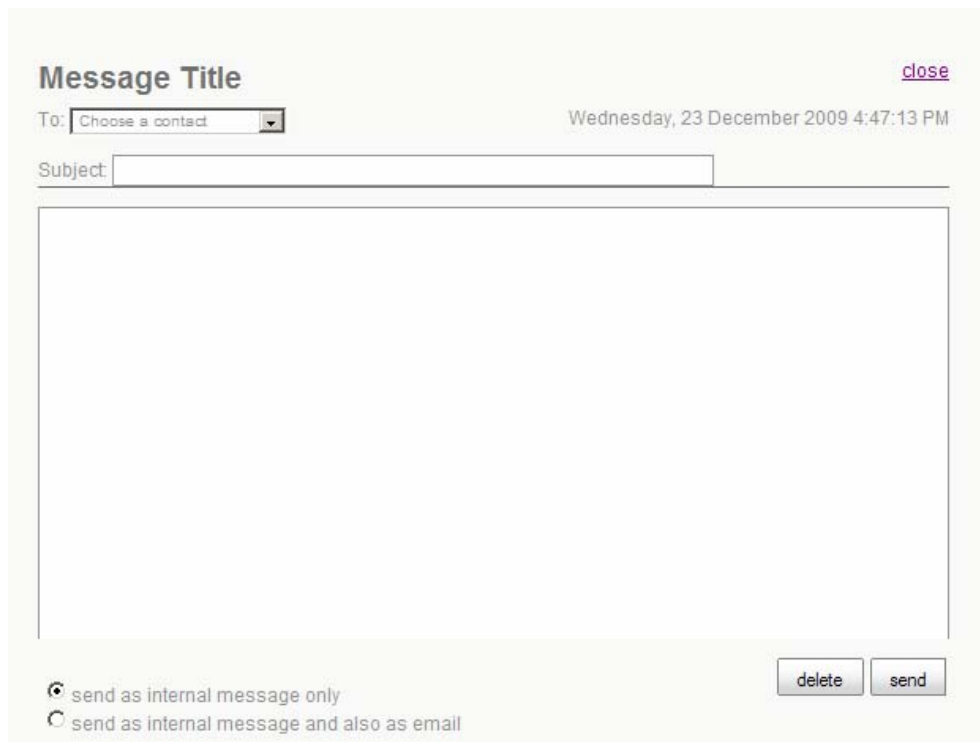 Message Title
close
To: Choose a contact
Wednesday, 23 December 2009 4:47:13 PM
Subject:
delete
send
send as internal message only
send as internal message and also as email